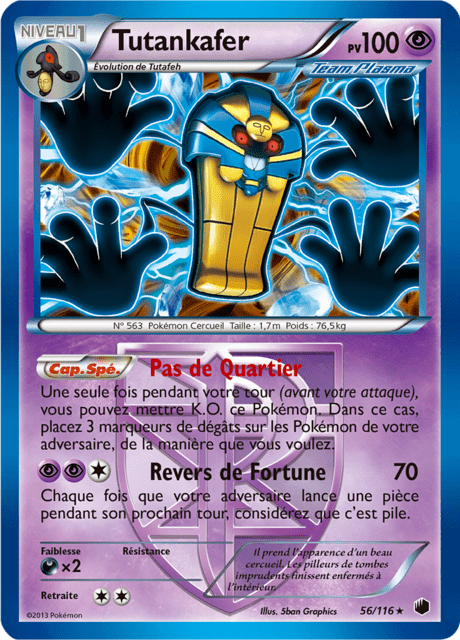 NIVEAU 1
Tutankafer
PV 100
Évolution de Tutafeh
Team Plasma
N° 563 Pokémon Cercueil Taille : 1,7m Poids : 76,5kg
Cap. Spé. Pas de Quartier
Une seule fois pendant votre tour (avant votre attaque),
vous pouvez mettre K.O. ce Pokémon. Dans ce cas,
placez 3 marqueurs de dégâts sur les Pokémon de votre
adversaire, de la manière que vous voulez.
Revers de Fortune 70
Chaque fois que votre adversaire lance une pièce
pendant son prochain tour, considérez que c'est pile.
Faiblesse Résistance
×2
Retraite
Il prend l'apparence d'un beau
cercueil. Les pilleurs de tombes
imprudents finissent enfermés à
l'intérieur.
©2013 Pokémon
Illus. 5ban Graphics
56/116 ★